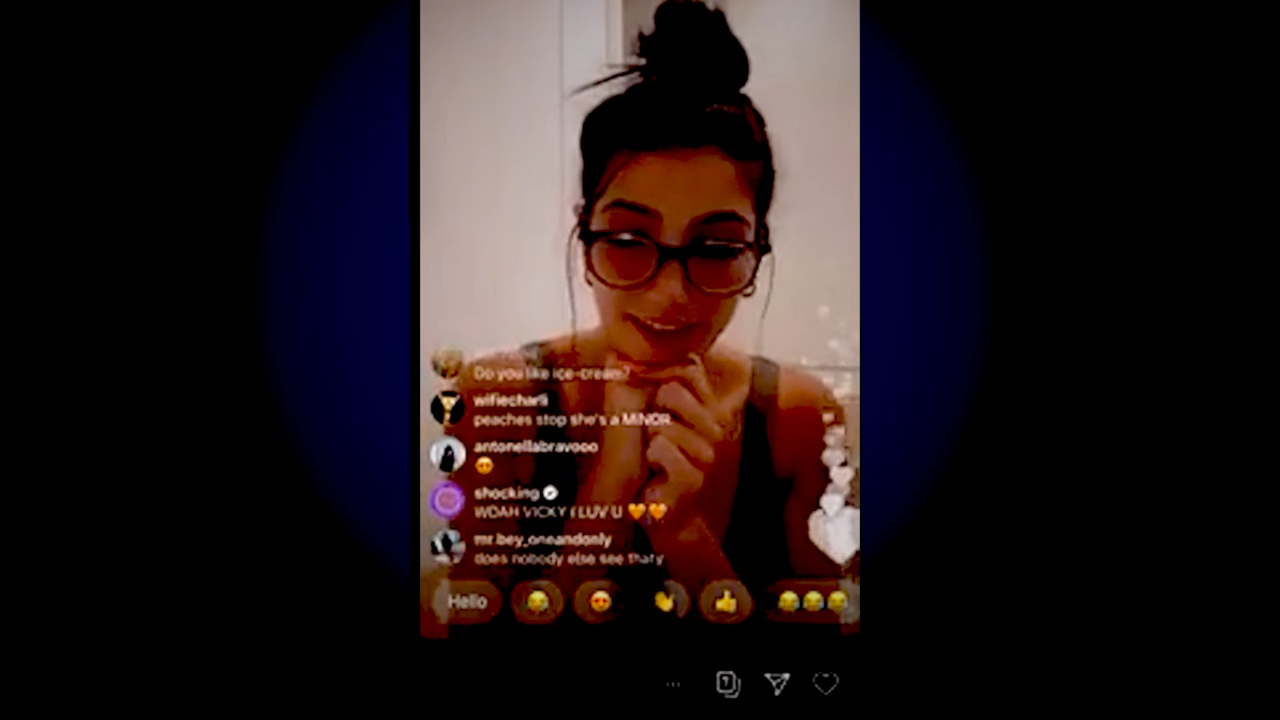 Do you like ice-cream?
wifiecharli
peaches stop she's a MINOR
antonellabravooo
😍
shocking
WOAH VICKY I LUV U 🧡🧡
mr.bey_oneandonly
does nobody else see that
Hello 😂 😍 👏 👍 😂😂😂